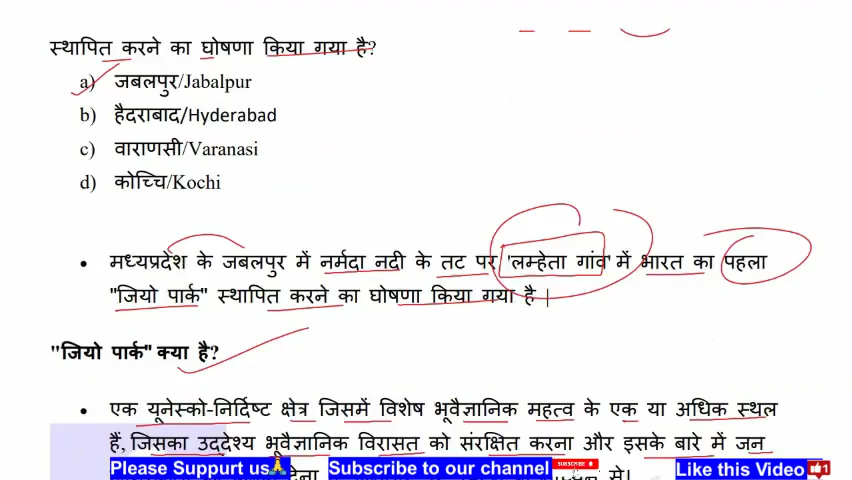 स्थापित करने का घोषणा किया गया है?
a) जबलपुर/Jabalpur
b) हैदराबाद/Hyderabad
c) वाराणसी/Varanasi
d) कोच्चि/Kochi
• मध्यप्रदेश के जबलपुर में नर्मदा नदी के तट पर 'लम्हेता गांव' में भारत का पहला
"जियो पार्क" स्थापित करने का घोषणा किया गया है |
"जियो पार्क" क्या है?
• एक यूनेस्को-निर्दिष्ट क्षेत्र जिसमें विशेष भूवैज्ञानिक महत्व के एक या अधिक स्थल
हैं, जिसका उद्देश्य भूवैज्ञानिक विरासत को संरक्षित करना और इसके बारे में जन
Please Suppurt us🙏 Subscribe to our channel SUBSCRIBE Like this Video 1